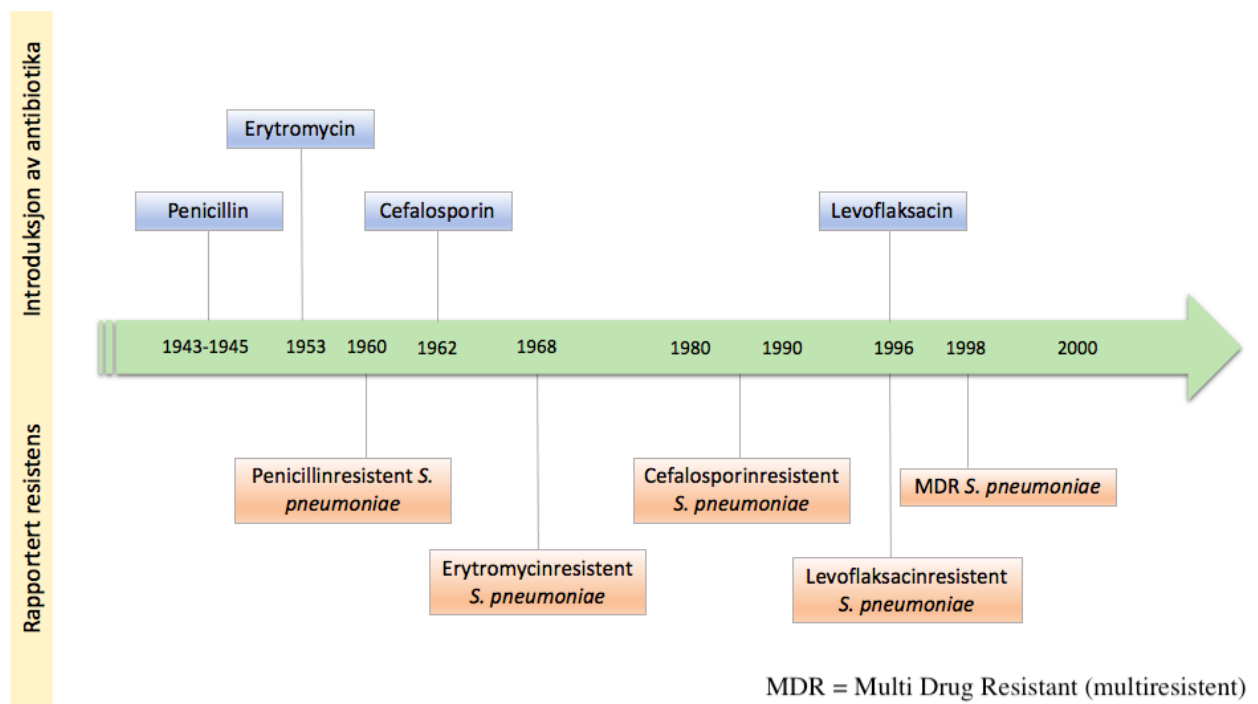 Introduksjon av antibiotika
Erytromycin
Penicillin
Cefalosporin
Levoflaksacin
1943-1945
1953
1960
1962
1968
1980
1990
1996
1998
2000
Rapportert resistens
Penicillinresistent S.
pneumoniae
Cefalosporinresistent
S. pneumoniae
MDR S. pneumoniae
Erytromycinresistent
S. pneumoniae
Levoflaksacinresistent
S. pneumoniae
MDR = Multi Drug Resistant (multiresistent)